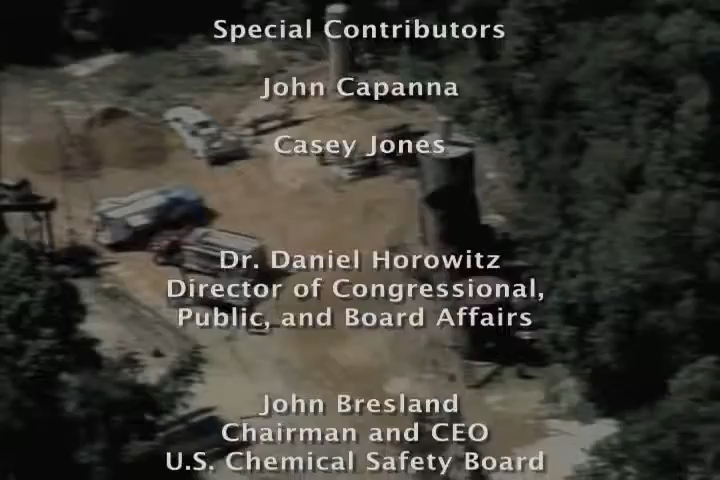 Special Contributors
John Capanna
Casey Jones
Dr. Daniel Horowitz
Director of Congressional,
Public, and Board Affairs
John Bresland
Chairman and CEO
U.S. Chemical Safety Board